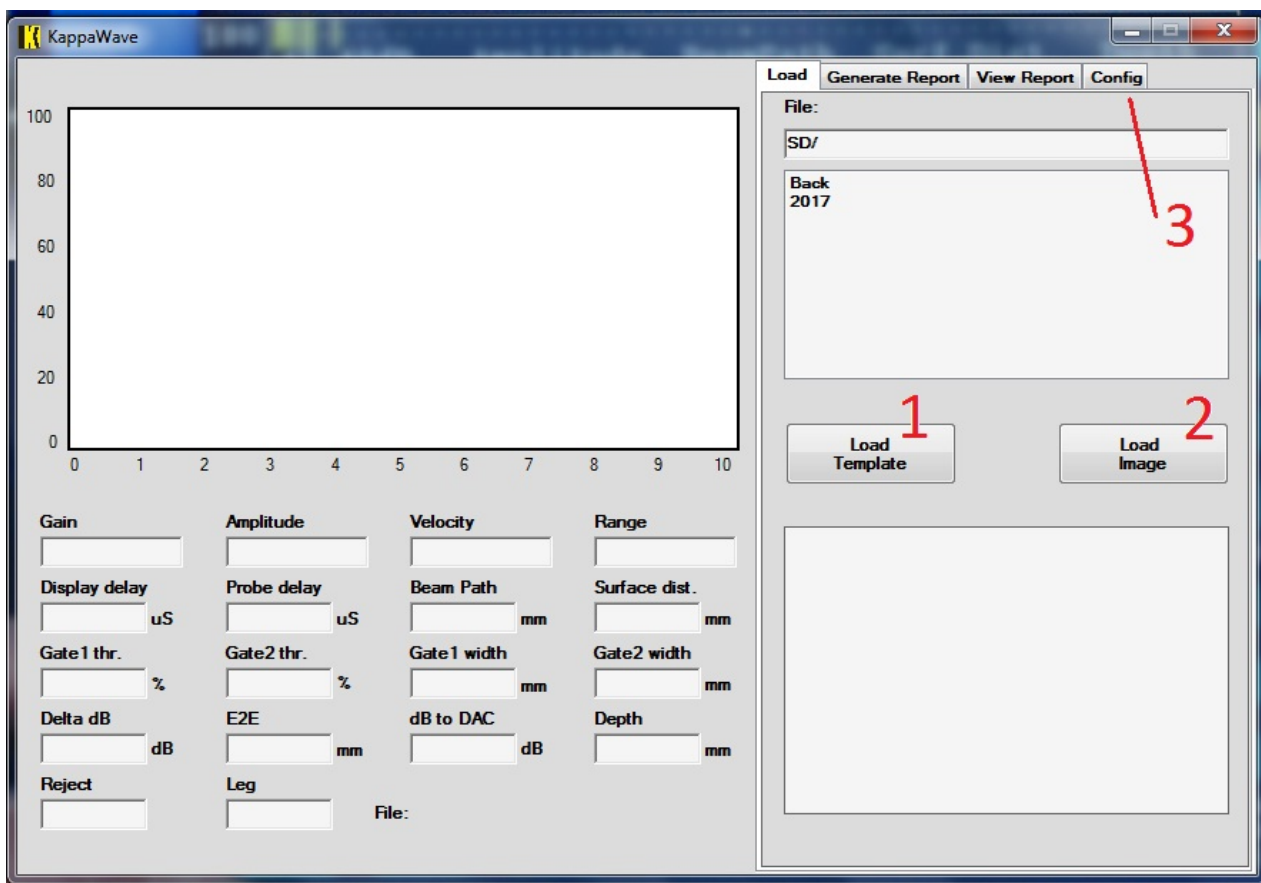 KappaWave
Load Generate Report View Report Config
File:
SD/
Back
2017
3
1
2
Load
Template
Load
Image
100
80
60
40
20
0
0 1 2 3 4 5 6 7 8 9 10
Gain Amplitude Velocity Range
Display delay Probe delay Beam Path Surface dist.
uS uS mm mm
Gate1 thr. Gate2 thr. Gate1 width Gate2 width
% % mm mm
Delta dB E2E dB to DAC Depth
dB mm dB mm
Reject Leg
File: